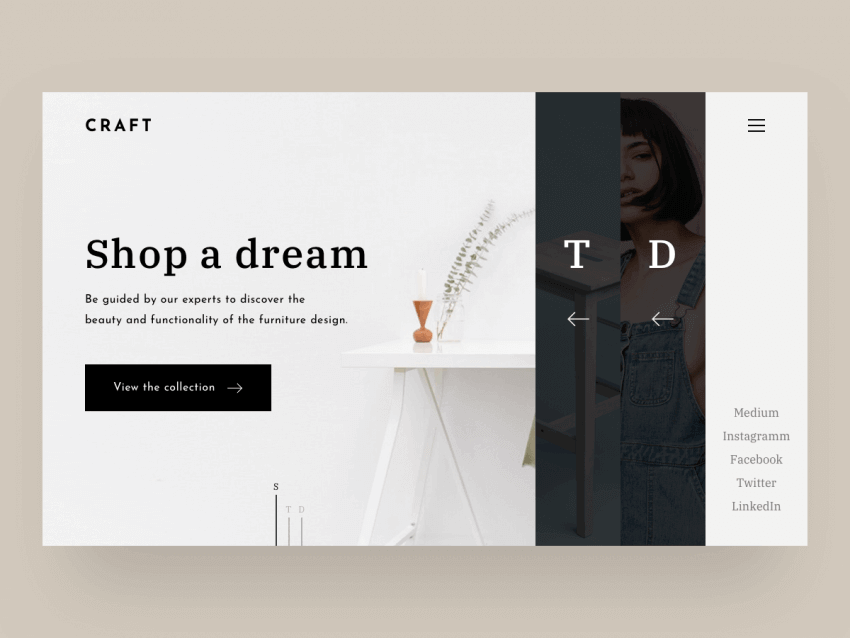 CRAFT
Shop a dream
Be guided by our experts to discover the
beauty and functionality of the furniture design.
View the collection
S
T D
T
D
Medium
Instagramm
Facebook
Twitter
LinkedIn